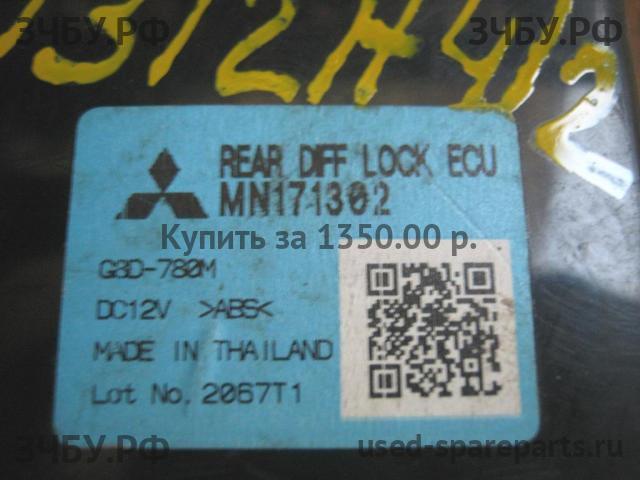 ЗЧБУ.РФ ЗЧБУ.РФ
REAR DIFF LOCK ECU
MN171302
Купить за 1350.00 р.
G3D-780M
DC12V >ABS<
MADE IN THAILAND
Lot No. 2067T1
ЗЧБУ.РФ used-spareparts.ru